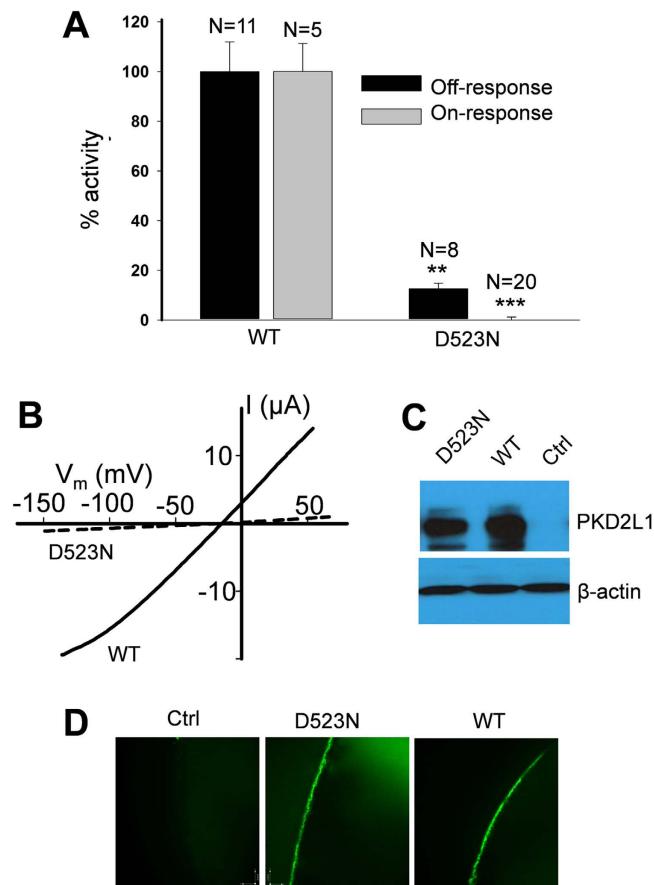 A
% activity
120
100
80
60
40
20
0
N=11
N=5
Off-response
On-response
N=8
**
N=20
***
WT
D523N
B
I (µA)
Vm (mV)
-150
-100
-50
50
10
-10
D523N
WT
C
D523N
WT
Ctrl
PKD2L1
β-actin
D
Ctrl
D523N
WT